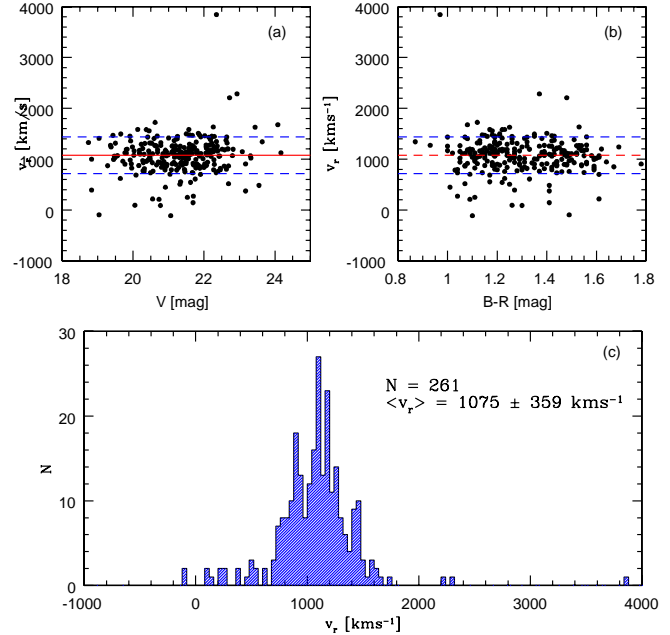 4000
3000
2000
1000
0
-1000
18
20
22
24
V [mag]
v_r [km/s]
(a)
4000
3000
2000
1000
0
-1000
0.8
1
1.2
1.4
1.6
1.8
B-R [mag]
v_r [kms⁻¹]
(b)
30
20
10
0
N
(c)
N = 261
<v_r> = 1075 ± 359 kms⁻¹
-1000
0
1000
2000
3000
4000
v_r [kms⁻¹]